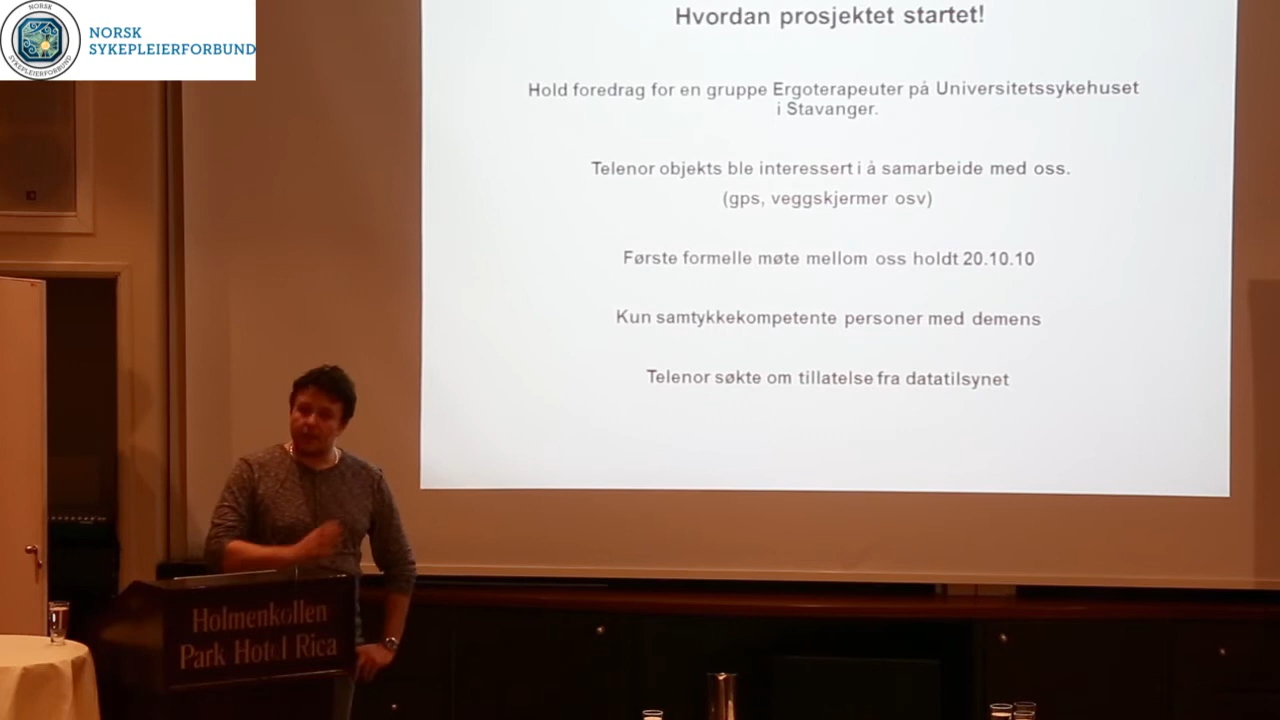 NORSK
SYKEPLEIERFORBUND
NORSK
SYKEPLEIERFORBUND
Hvordan prosjektet startet!
Hold foredrag for en gruppe Ergoterapeuter på Universitetssykehuset
i Stavanger.
Telenor objekts ble interessert i å samarbeide med oss.
(gps, veggskjermer osv)
Første formelle møte mellom oss holdt 20.10.10
Kun samtykkekompetente personer med demens
Telenor søkte om tillatelse fra datatilsynet
Holmenkollen
Park Hotel Rica